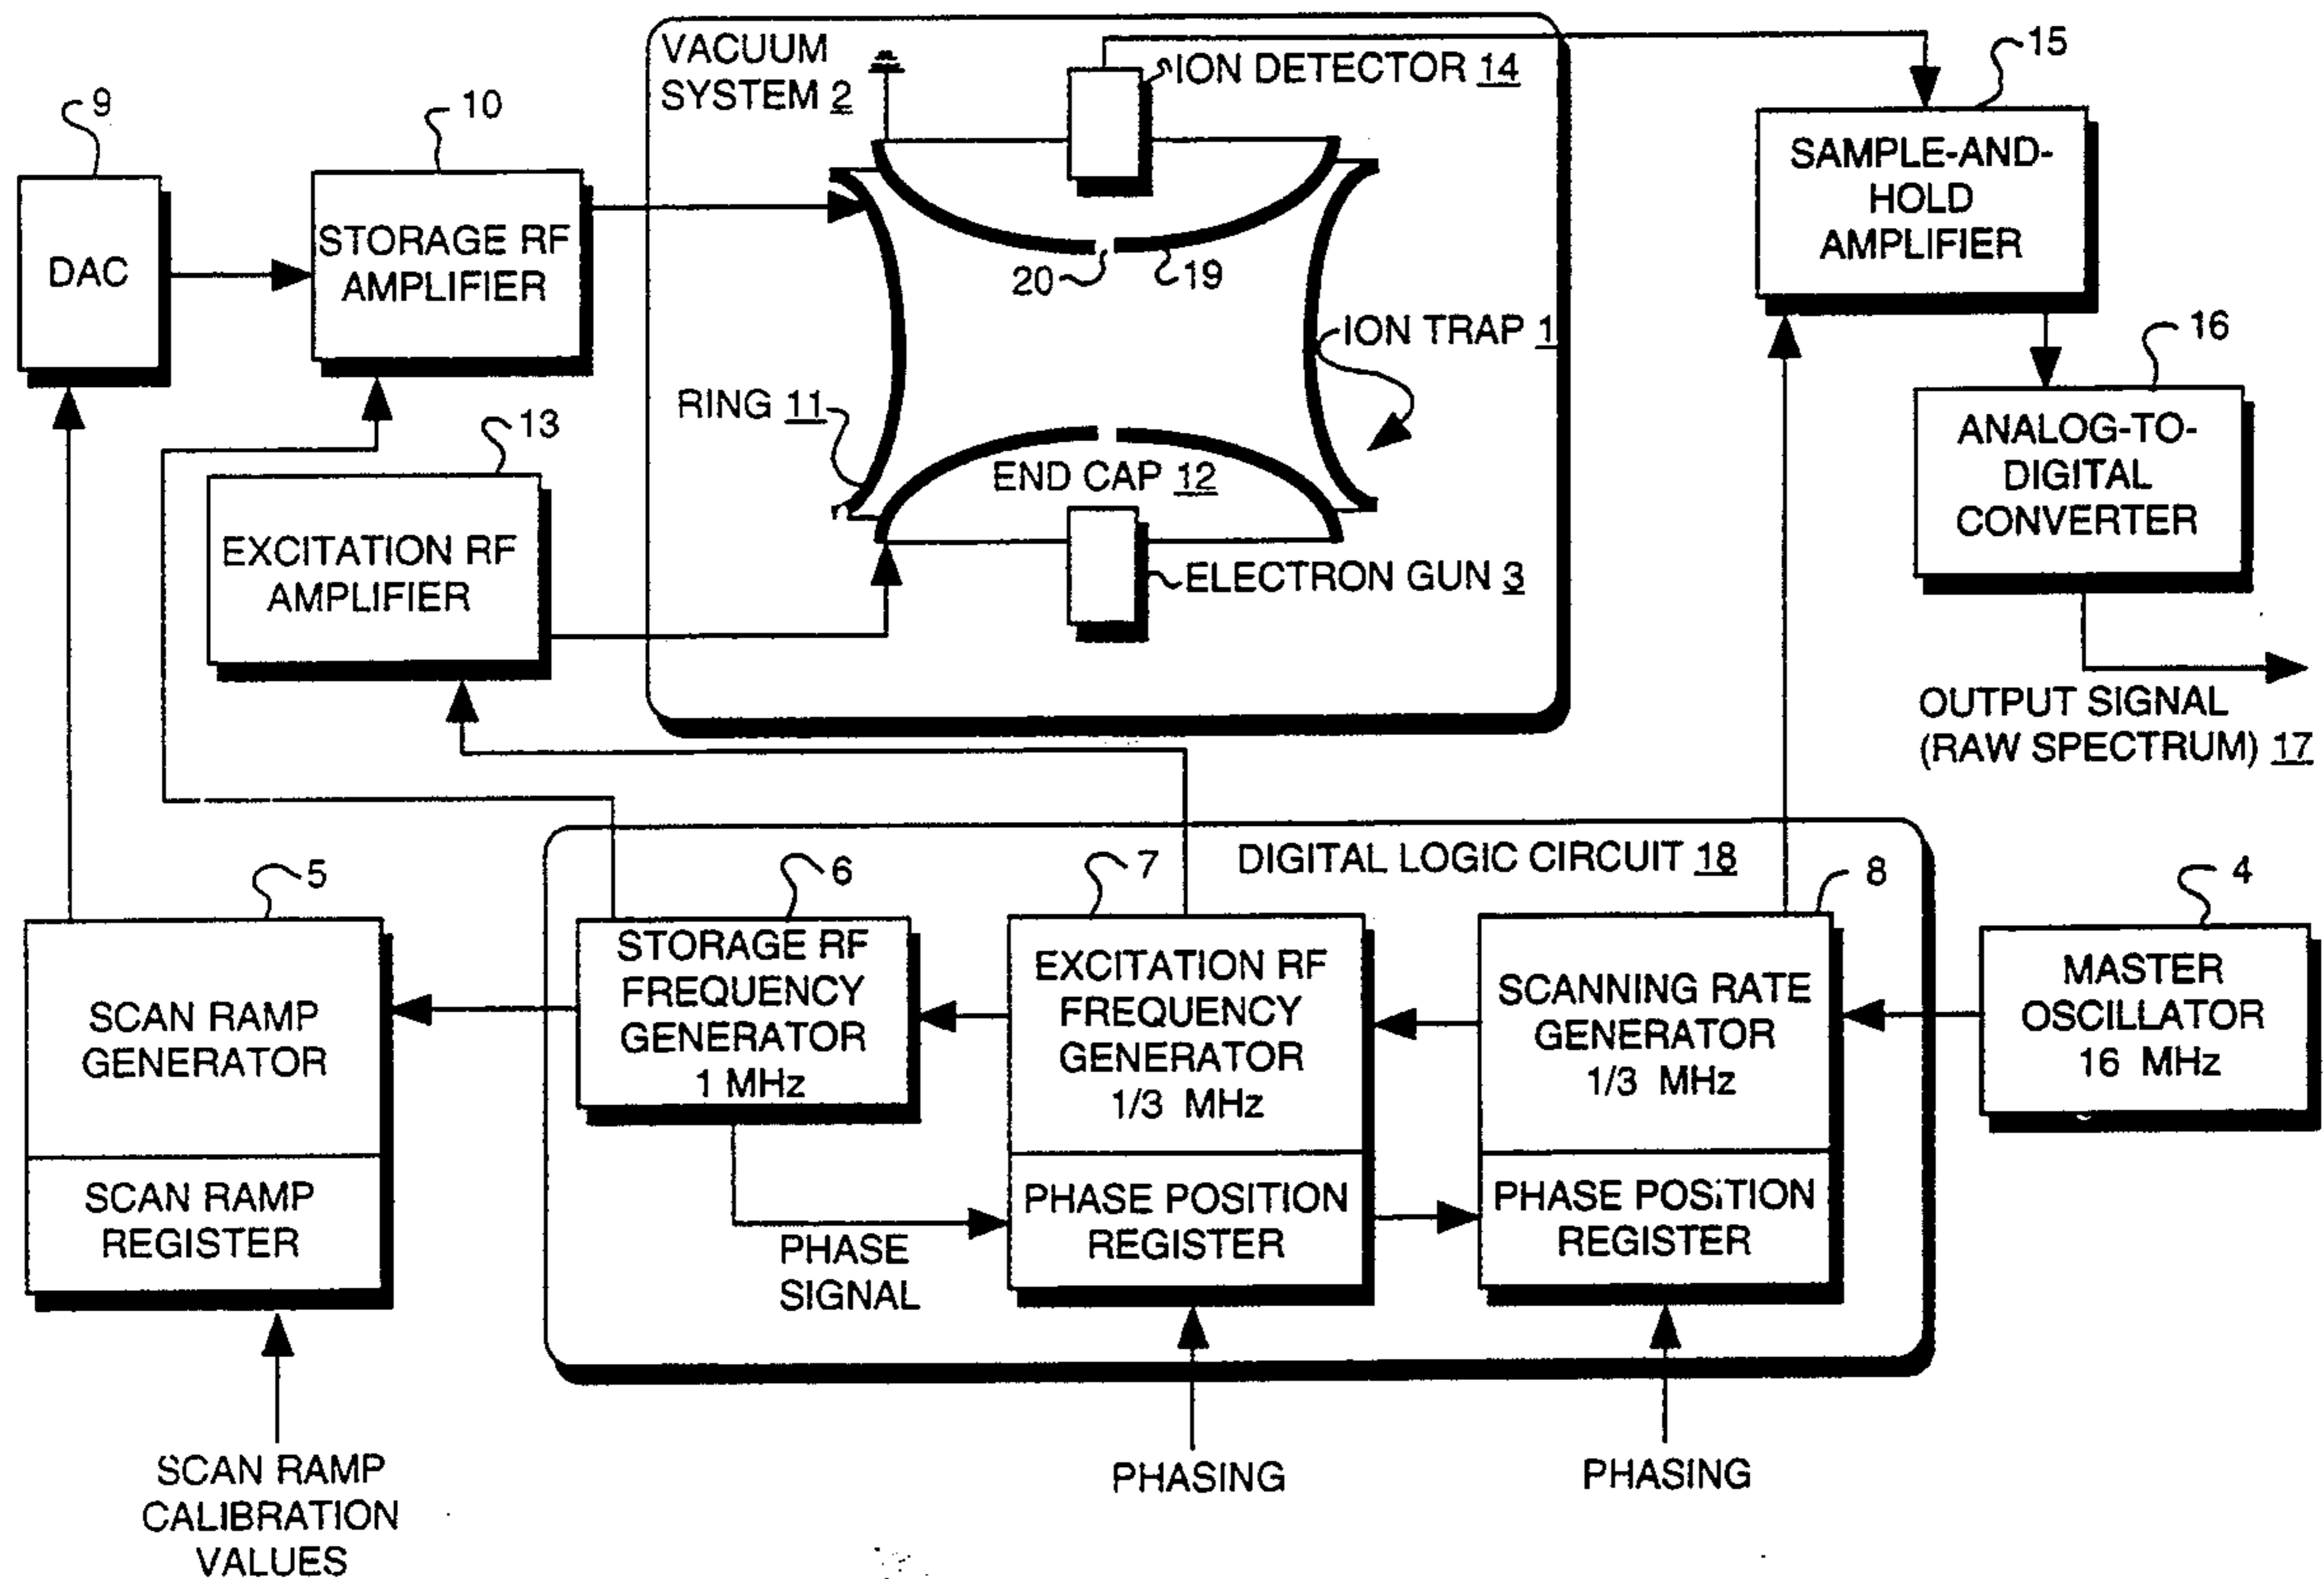 VACUUM
SYSTEM 2
ION DETECTOR 14
15
9
10
SAMPLE-AND-
HOLD
AMPLIFIER
DAC
STORAGE RF
AMPLIFIER
20
19
ION TRAP 1
16
RING 11
13
END CAP 12
ANALOG-TO-
DIGITAL
CONVERTER
EXCITATION RF
AMPLIFIER
ELECTRON GUN 3
OUTPUT SIGNAL
(RAW SPECTRUM) 17
DIGITAL LOGIC CIRCUIT 18
5
6
7
8
4
SCAN RAMP
GENERATOR
STORAGE RF
FREQUENCY
GENERATOR
1 MHz
EXCITATION RF
FREQUENCY
GENERATOR
1/3 MHz
SCANNING RATE
GENERATOR
1/3 MHz
MASTER
OSCILLATOR
16 MHz
SCAN RAMP
REGISTER
PHASE
SIGNAL
PHASE POSITION
REGISTER
PHASE POSITION
REGISTER
SCAN RAMP
CALIBRATION
VALUES
PHASING
PHASING